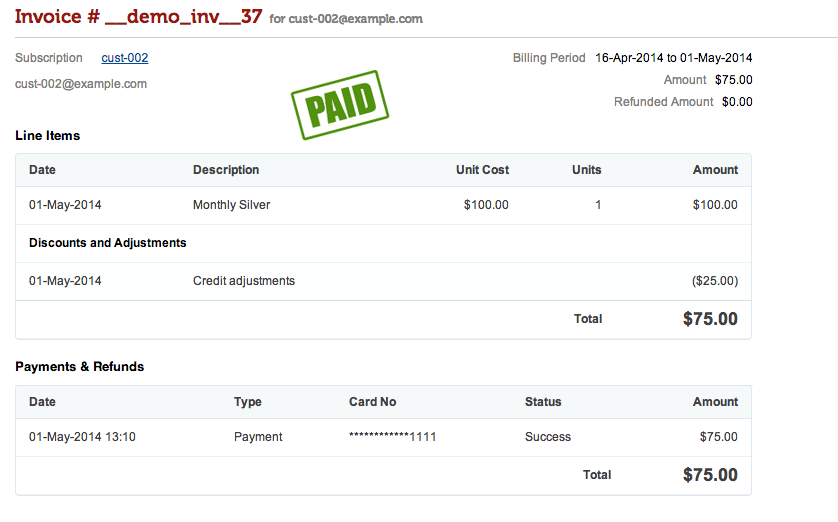 Invoice # __demo_inv__37 for cust-002@example.com
Subscription cust-002 Billing Period 16-Apr-2014 to 01-May-2014
cust-002@example.com Amount $75.00
Refunded Amount $0.00
PAID
Line Items
Date Description Unit Cost Units Amount
01-May-2014 Monthly Silver $100.00 1 $100.00
Discounts and Adjustments
01-May-2014 Credit adjustments ($25.00)
Total $75.00
Payments & Refunds
Date Type Card No Status Amount
01-May-2014 13:10 Payment ************1111 Success $75.00
Total $75.00